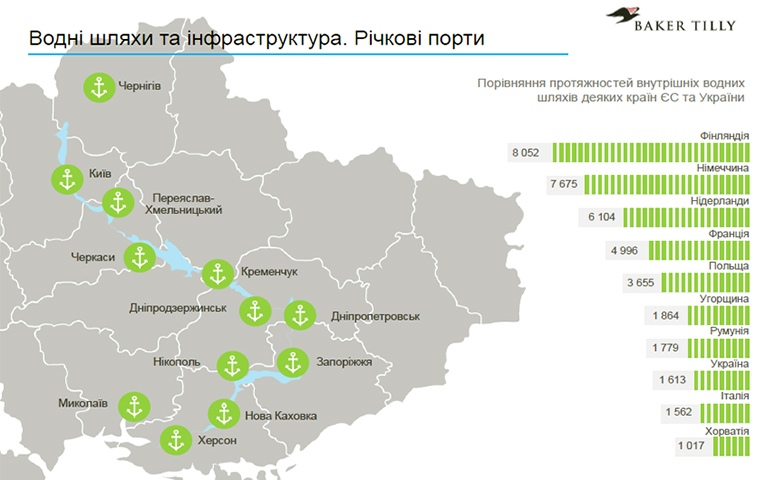 BAKER TILLY
Водні шляхи та інфраструктура. Річкові порти
Порівняння протяжностей внутрішніх водних
шляхів деяких країн ЄС та України
Чернігів
Київ
Переяслав-
Хмельницький
Черкаси
Кременчук
Дніпродзержинськ
Дніпропетровськ
Нікополь
Запоріжжя
Миколаїв
Нова Каховка
Херсон
Фінляндія
8 052
Німеччина
7 675
Нідерланди
6 104
Франція
4 996
Польща
3 655
Угорщина
1 864
Румунія
1 779
Україна
1 613
Італія
1 562
Хорватія
1 017